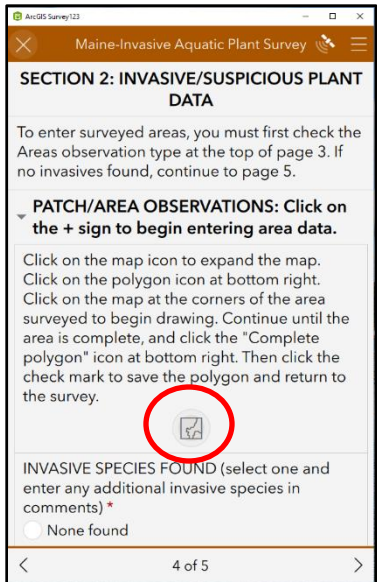 ArcGIS Survey123
Maine-Invasive Aquatic Plant Survey
SECTION 2: INVASIVE/SUSPICIOUS PLANT
DATA
To enter surveyed areas, you must first check the
Areas observation type at the top of page 3. If
no invasives found, continue to page 5.
PATCH/AREA OBSERVATIONS: Click on
the + sign to begin entering area data.
Click on the map icon to expand the map.
Click on the polygon icon at bottom right.
Click on the map at the corners of the area
surveyed to begin drawing. Continue until the
area is complete, and click the "Complete
polygon" icon at bottom right. Then click the
check mark to save the polygon and return to
the survey.
INVASIVE SPECIES FOUND (select one and
enter any additional invasive species in
comments) *
None found
4 of 5